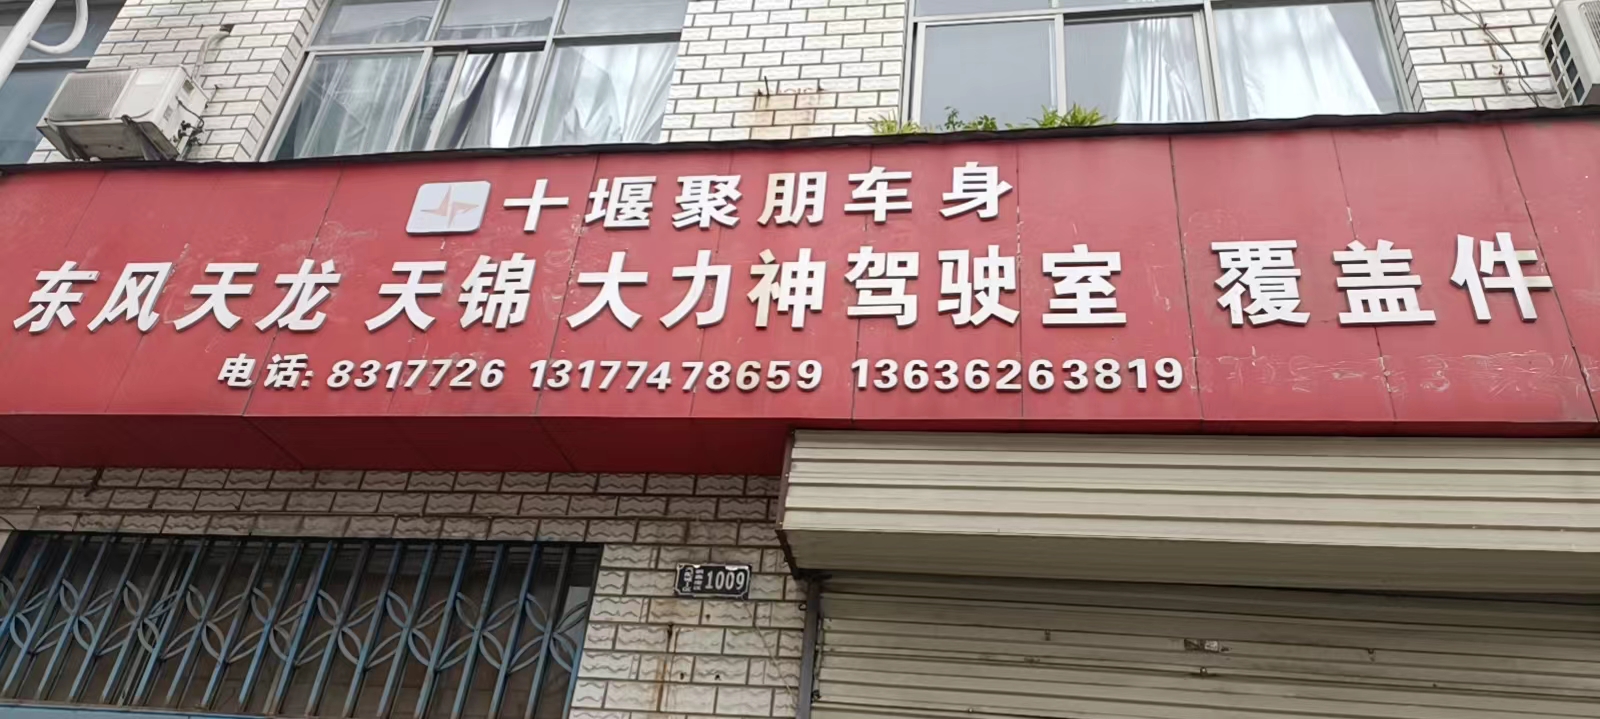 十堰聚朋车身
东风天龙 天锦 大力神驾驶室 覆盖件
电话: 8317726 13177478659 13636263819
1009